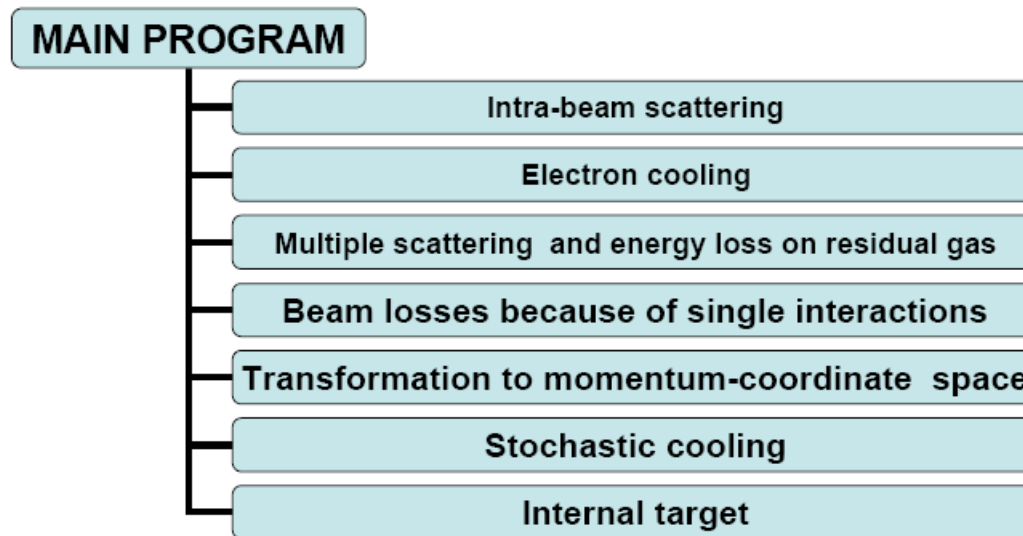 MAIN PROGRAM
Intra-beam scattering
Electron cooling
Multiple scattering and energy loss on residual gas
Beam losses because of single interactions
Transformation to momentum-coordinate space
Stochastic cooling
Internal target